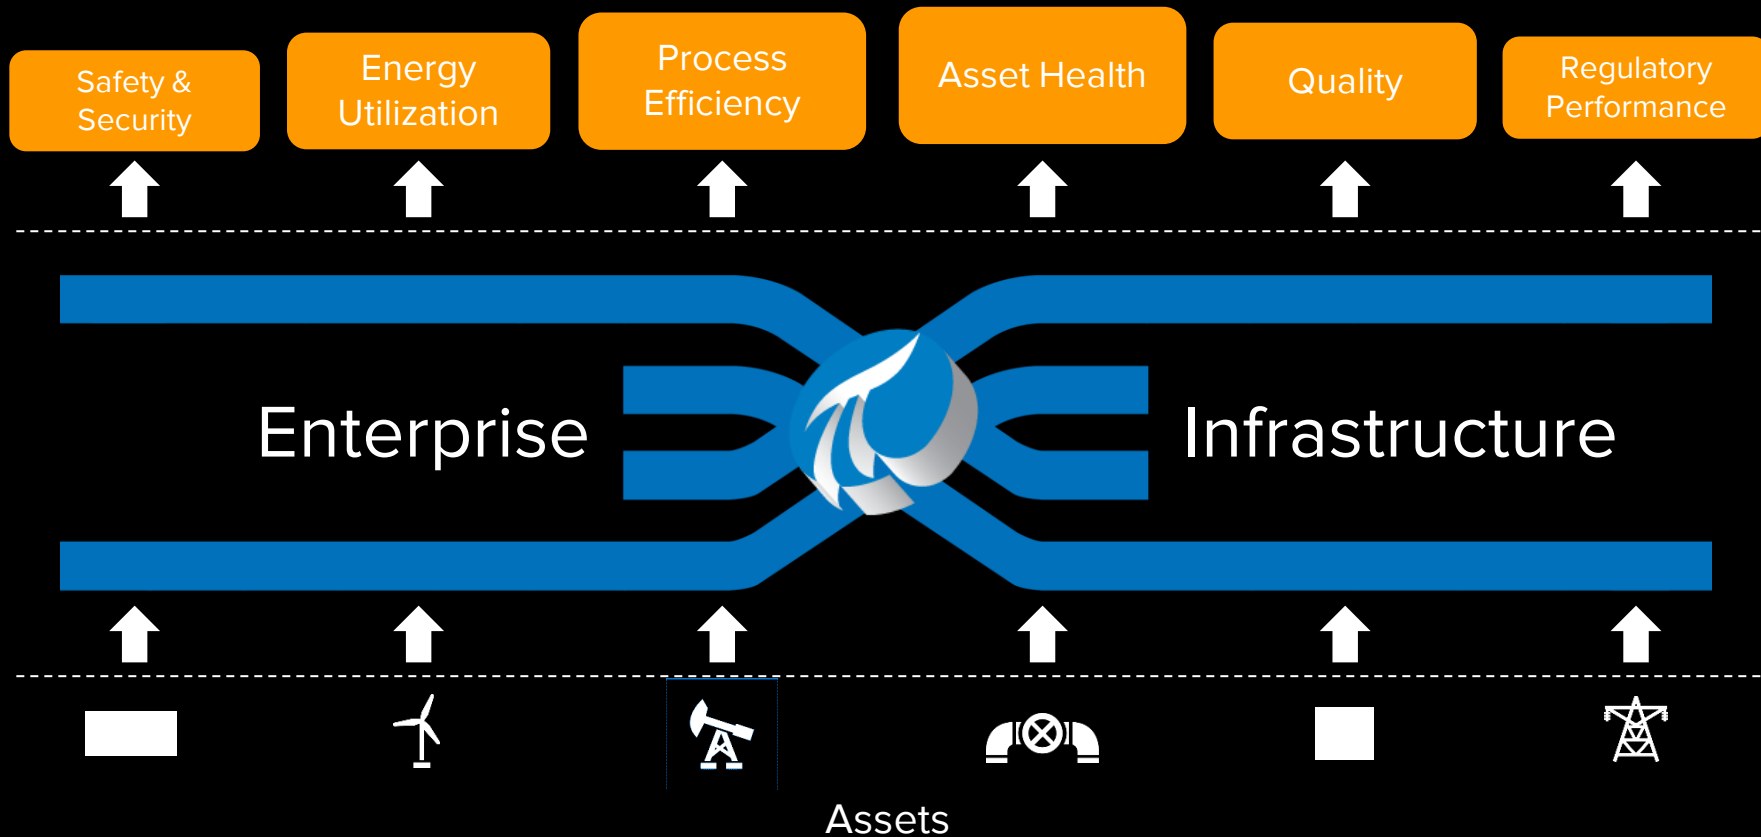 Safety &
Security
Energy
Utilization
Process
Efficiency
Asset Health
Quality
Regulatory
Performance
Enterprise
Infrastructure
Assets